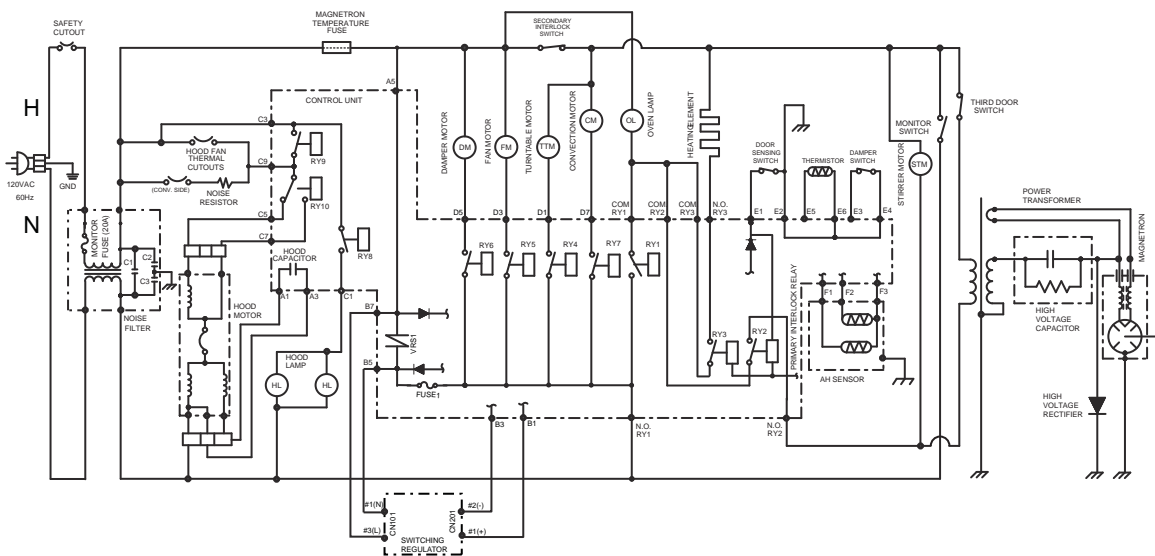 SAFETY
CUTOUT
MAGNETRON
TEMPERATURE
FUSE
SECONDARY
INTERLOCK
SWITCH
A5
H
CONTROL UNIT
C3
HOOD FAN
THERMAL
CUTOUTS
C9
RY9
(CONV. SIDE)
NOISE
RESISTOR
RY10
120VAC
60Hz
GND
N
MONITOR
FUSE (20A)
C1
C2
C3
NOISE
FILTER
C5
C7
HOOD
CAPACITOR
RY8
A1
A3
C1
HOOD
MOTOR
HOOD
LAMP
HL
HL
DAMPER MOTOR
DM
FAN MOTOR
FM
TURNTABLE MOTOR
TTM
CONVECTION MOTOR
CM
OL
OVEN LAMP
HEATING ELEMENT
DOOR
SENSING
SWITCH
THERMISTOR
DAMPER
SWITCH
STIRRER MOTOR
STM
MONITOR
SWITCH
THIRD DOOR
SWITCH
D5
D3
D1
D7
COM
RY1
COM
RY2
COM
RY3
N.O.
RY3
E1
E2
E5
E6
E3
E4
RY6
RY5
RY4
RY7
RY1
B7
VRS1
B5
FUSE1
RY3
RY2
PRIMARY INTERLOCK RELAY
F1
F2
F3
AH SENSOR
B3
B1
N.O.
RY1
N.O.
RY2
#1(N)
#3(L)
CN101
CN201
#2(-)
#1(+)
SWITCHING
REGULATOR
POWER
TRANSFORMER
MAGNETRON
HIGH
VOLTAGE
CAPACITOR
HIGH
VOLTAGE
RECTIFIER